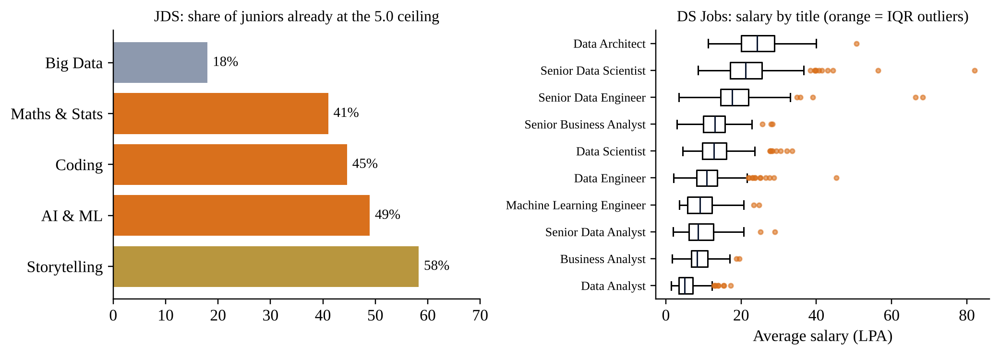 JDS: share of juniors already at the 5.0 ceiling
Big Data
18%
Maths & Stats
41%
Coding
45%
AI & ML
49%
Storytelling
58%
0 10 20 30 40 50 60 70
DS Jobs: salary by title (orange = IQR outliers)
Data Architect
Senior Data Scientist
Senior Data Engineer
Senior Business Analyst
Data Scientist
Data Engineer
Machine Learning Engineer
Senior Data Analyst
Business Analyst
Data Analyst
0 20 40 60 80
Average salary (LPA)